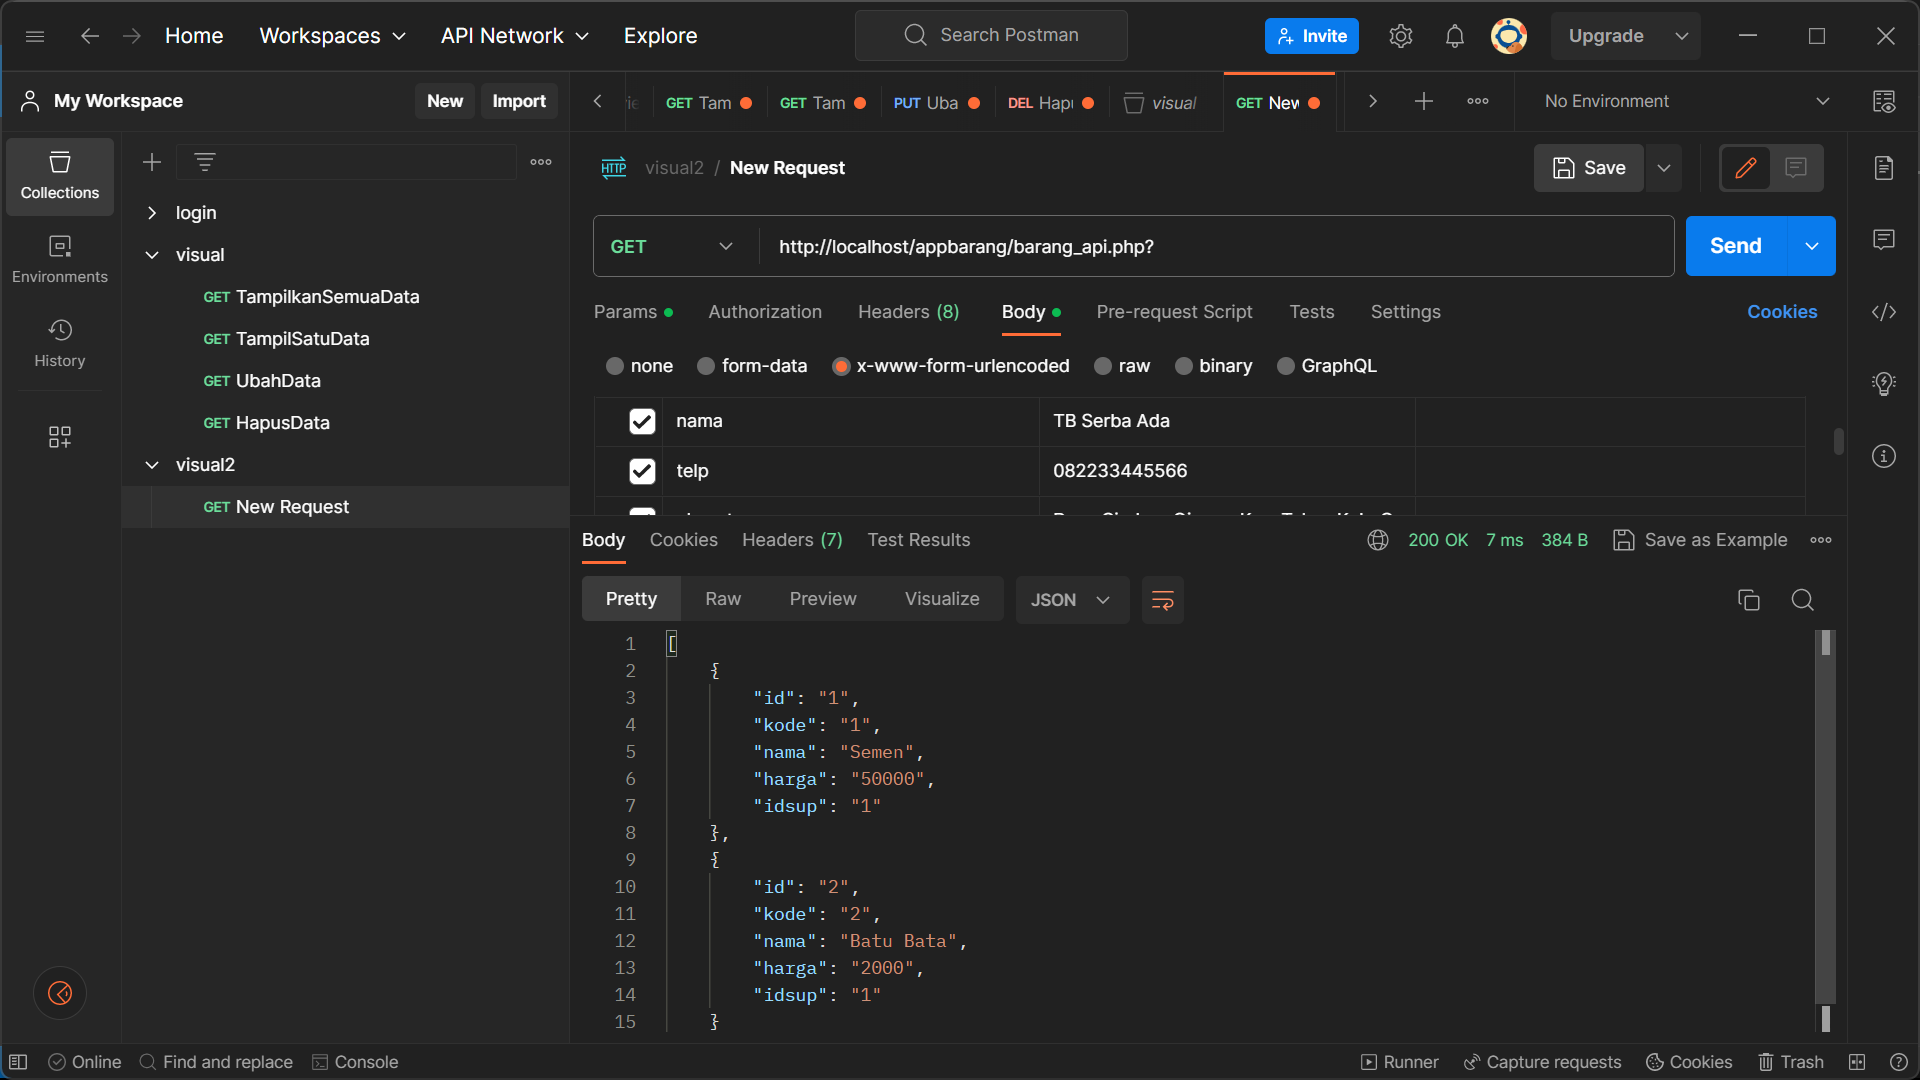 Home
Workspaces
API Network
Explore
Search Postman
Invite
Upgrade
My Workspace
New
Import
GET Tam
GET Tam
PUT Uba
DEL Hapu
visual
GET New
No Environment
Collections
Environments
History
login
visual
GET TampilkanSemuaData
GET TampilSatuData
GET UbahData
GET HapusData
visual2
GET New Request
HTTP
visual2 / New Request
Save
GET
http://localhost/appbarang/barang_api.php?
Send
Params
Authorization
Headers (8)
Body
Pre-request Script
Tests
Settings
Cookies
none
form-data
x-www-form-urlencoded
raw
binary
GraphQL
nama
TB Serba Ada
telp
082233445566
Body
Cookies
Headers (7)
Test Results
200 OK
7 ms
384 B
Save as Example
Pretty
Raw
Preview
Visualize
JSON
1 [
2 {
3 "id": "1",
4 "kode": "1",
5 "nama": "Semen",
6 "harga": "50000",
7 "idsup": "1"
8 },
9 {
10 "id": "2",
11 "kode": "2",
12 "nama": "Batu Bata",
13 "harga": "2000",
14 "idsup": "1"
15 }
Online
Find and replace
Console
Runner
Capture requests
Cookies
Trash